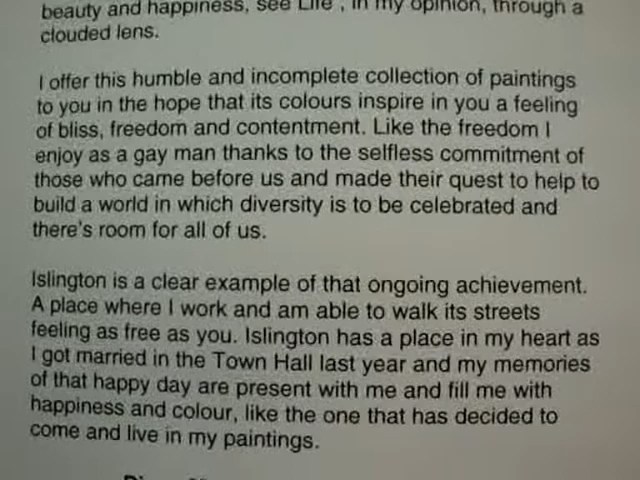 beauty and happiness, see Life , in my opinion, through a
clouded lens.
I offer this humble and incomplete collection of paintings
to you in the hope that its colours inspire in you a feeling
of bliss, freedom and contentment. Like the freedom I
enjoy as a gay man thanks to the selfless commitment of
those who came before us and made their quest to help to
build a world in which diversity is to be celebrated and
there's room for all of us.
Islington is a clear example of that ongoing achievement.
A place where I work and am able to walk its streets
feeling as free as you. Islington has a place in my heart as
I got married in the Town Hall last year and my memories
of that happy day are present with me and fill me with
happiness and colour, like the one that has decided to
come and live in my paintings.